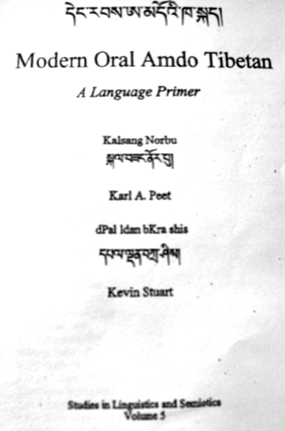 དེང་རབས་ཨ་མདོའི་ཁ་སྐད།
Modern Oral Amdo Tibetan
A Language Primer
Kalsang Norbu
སྐལ་བཟང་ནོར་བུ།
Karl A. Peet
dPal ldan bKra shis
དཔལ་ལྡན་བཀྲ་ཤིས།
Kevin Stuart
Studies in Linguistics and Semiotics
Volume 5